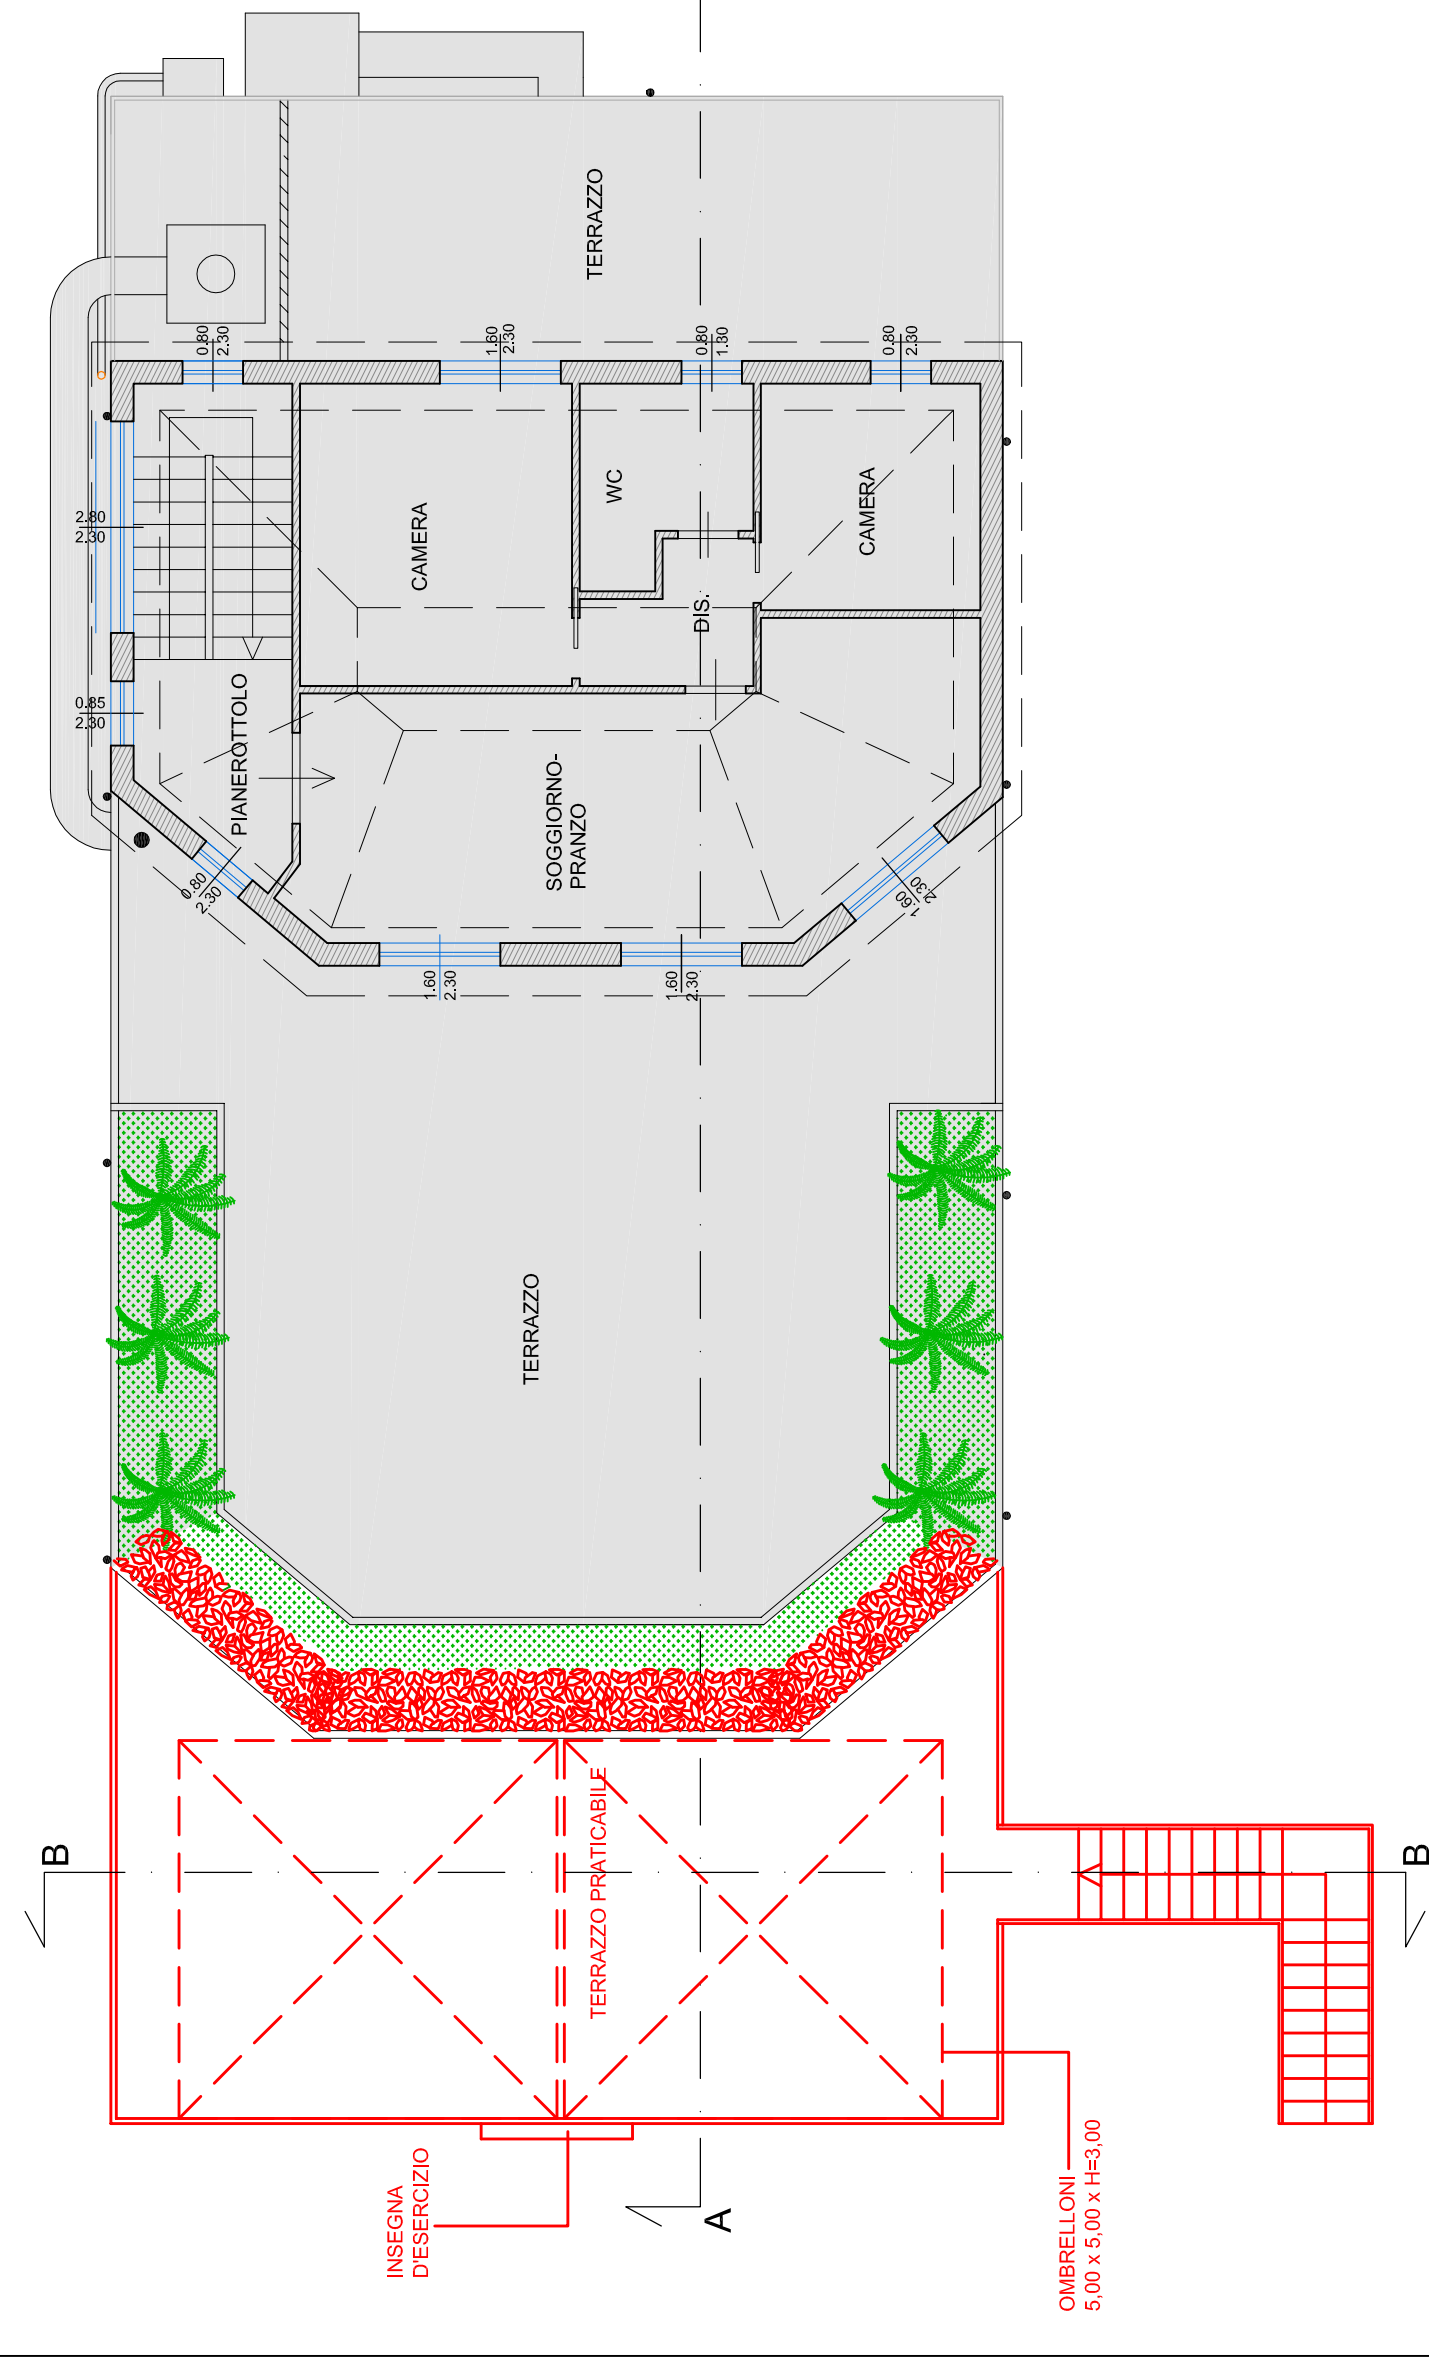 TERRAZZO
0.80
2.30
1.60
2.30
0.80
1.30
0.80
2.30
2.80
2.30
CAMERA
WC
CAMERA
DIS.
0.85
2.30
PIANEROTTOLO
SOGGIORNO-
PRANZO
0.80
2.30
1.60
2.30
1.60
2.30
1.60
2.30
TERRAZZO
TERRAZZO PRATICABILE
B
B
INSEGNA
D'ESERCIZIO
A
OMBRELLONI
5,00 x 5,00 x H=3,00